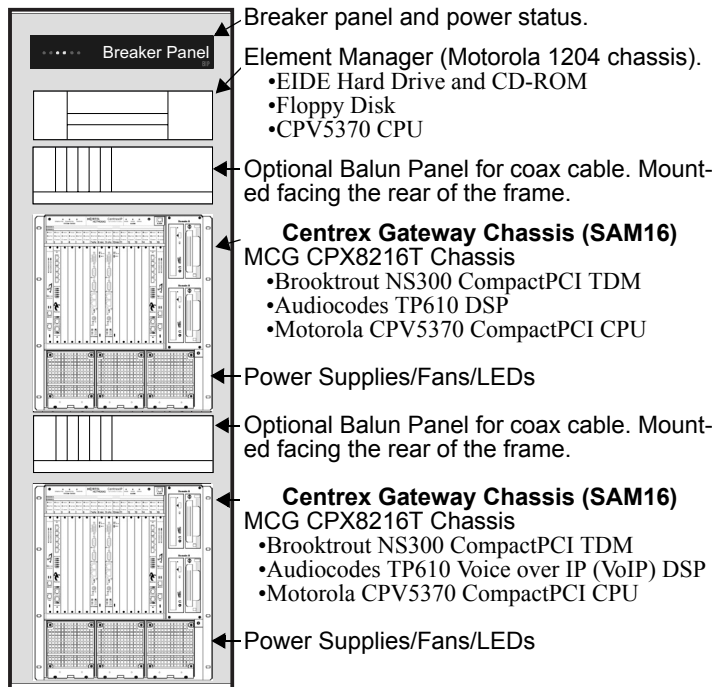 Breaker panel and power status.
Breaker Panel
BIP
Element Manager (Motorola 1204 chassis).
•EIDE Hard Drive and CD-ROM
•Floppy Disk
•CPV5370 CPU
Optional Balun Panel for coax cable. Mount-
ed facing the rear of the frame.
Centrex Gateway Chassis (SAM16)
MCG CPX8216T Chassis
•Brooktrout NS300 CompactPCI TDM
•Audiocodes TP610 DSP
•Motorola CPV5370 CompactPCI CPU
Power Supplies/Fans/LEDs
Optional Balun Panel for coax cable. Mount-
ed facing the rear of the frame.
Centrex Gateway Chassis (SAM16)
MCG CPX8216T Chassis
•Brooktrout NS300 CompactPCI TDM
•Audiocodes TP610 Voice over IP (VoIP) DSP
•Motorola CPV5370 CompactPCI CPU
Power Supplies/Fans/LEDs